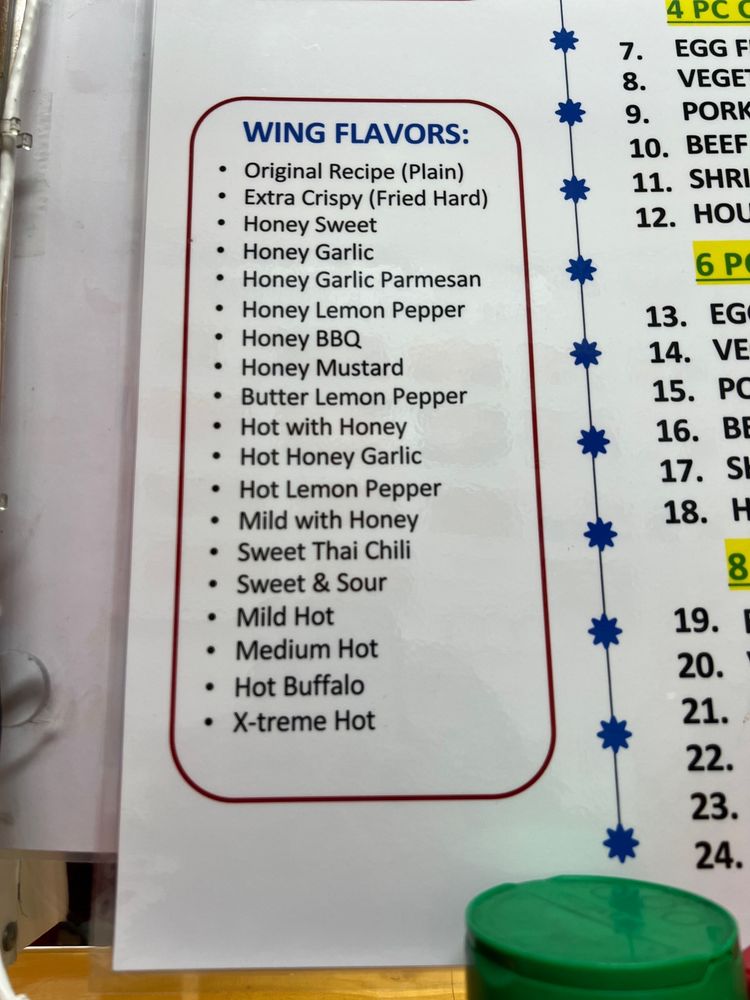 WING FLAVORS:
• Original Recipe (Plain)
• Extra Crispy (Fried Hard)
• Honey Sweet
• Honey Garlic
• Honey Garlic Parmesan
• Honey Lemon Pepper
• Honey BBQ
• Honey Mustard
• Butter Lemon Pepper
• Hot with Honey
• Hot Honey Garlic
• Hot Lemon Pepper
• Mild with Honey
• Sweet Thai Chili
• Sweet & Sour
• Mild Hot
• Medium Hot
• Hot Buffalo
• X-treme Hot
4 PC
7. EGG
8.
9. PORK
10. BEEF
11.
12.
6
13.
14.
15.
16.
17.
18.
8
19.
20.
21.
22.
23.
24.